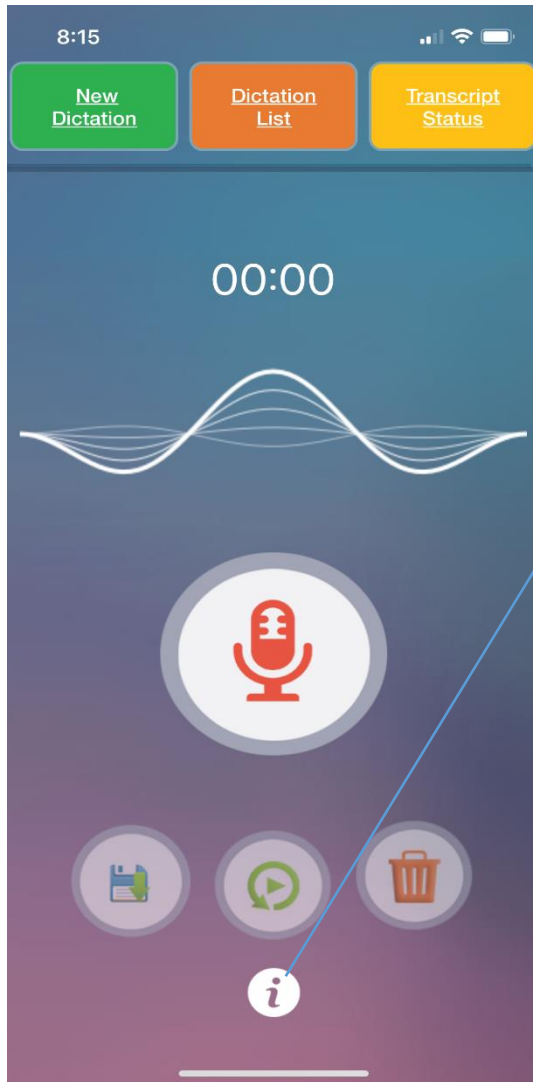 8:15
New
Dictation
Dictation
List
Transcript
Status
00:00
i